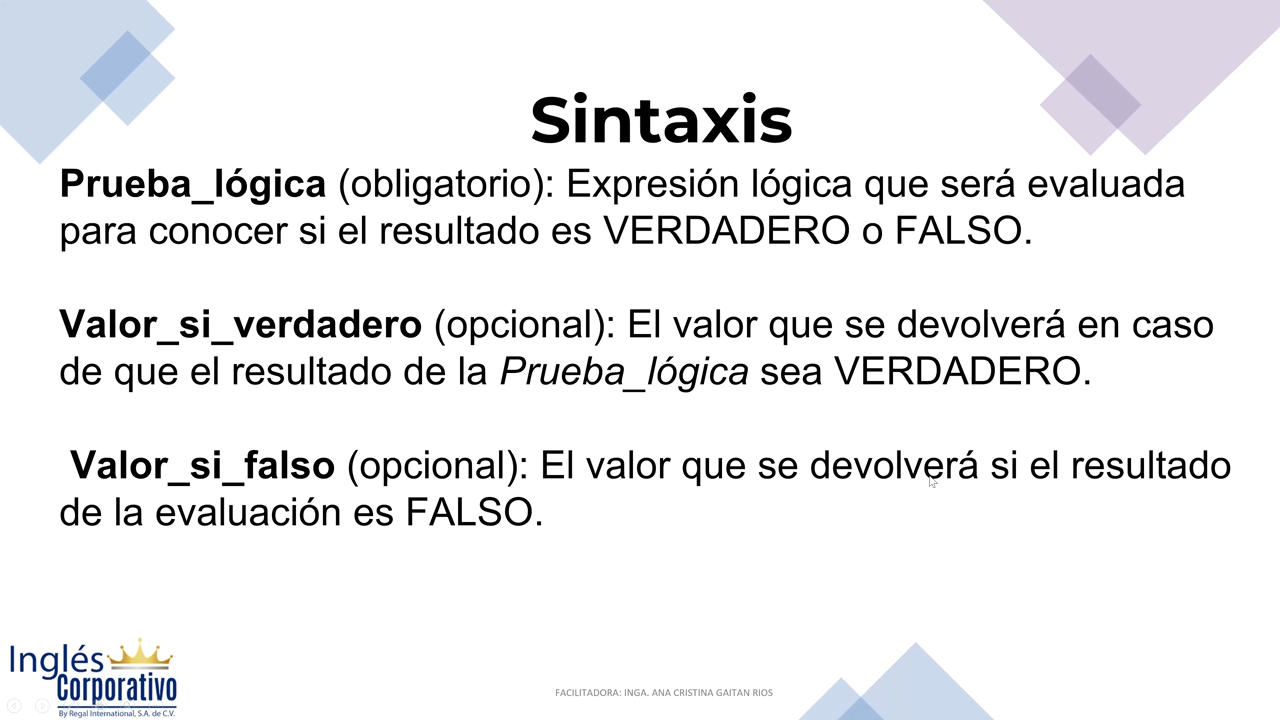 Sintaxis
Prueba_lógica (obligatorio): Expresión lógica que será evaluada
para conocer si el resultado es VERDADERO o FALSO.
Valor_si_verdadero (opcional): El valor que se devolverá en caso
de que el resultado de la Prueba_lógica sea VERDADERO.
Valor_si_falso (opcional): El valor que se devolverá si el resultado
de la evaluación es FALSO.
Inglés
Corporativo
By Regal International, S.A. de C.V.
FACILITADORA: INGA. ANA CRISTINA GAITAN RIOS